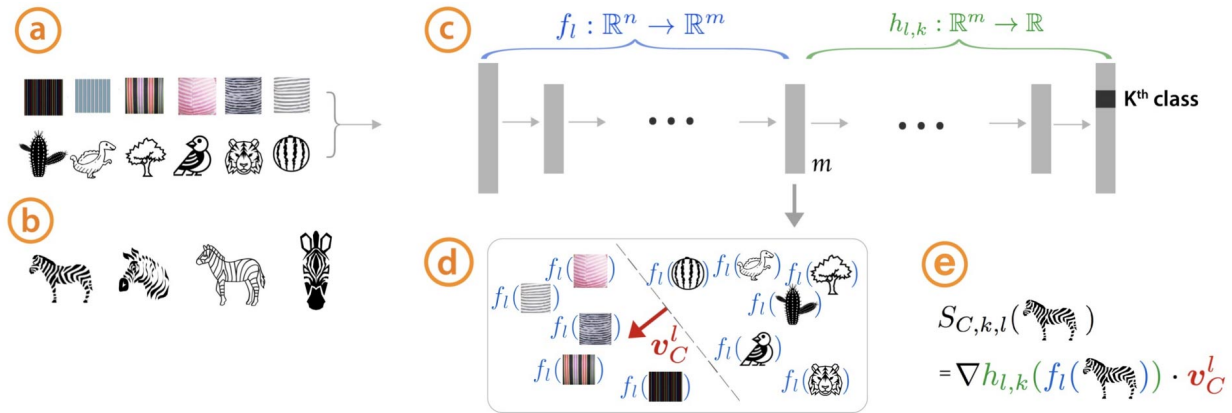 a
b
c
f_l : ℝ^n → ℝ^m
h_{l,k} : ℝ^m → ℝ
K^th class
m
d
f_l( )
f_l( )
f_l( )
f_l( )
f_l( )
f_l( )
f_l( )
f_l( )
f_l( )
f_l( )
f_l( )
v_C^l
e
S_{C,k,l}( )
= ∇h_{l,k}(f_l( )) · v_C^l